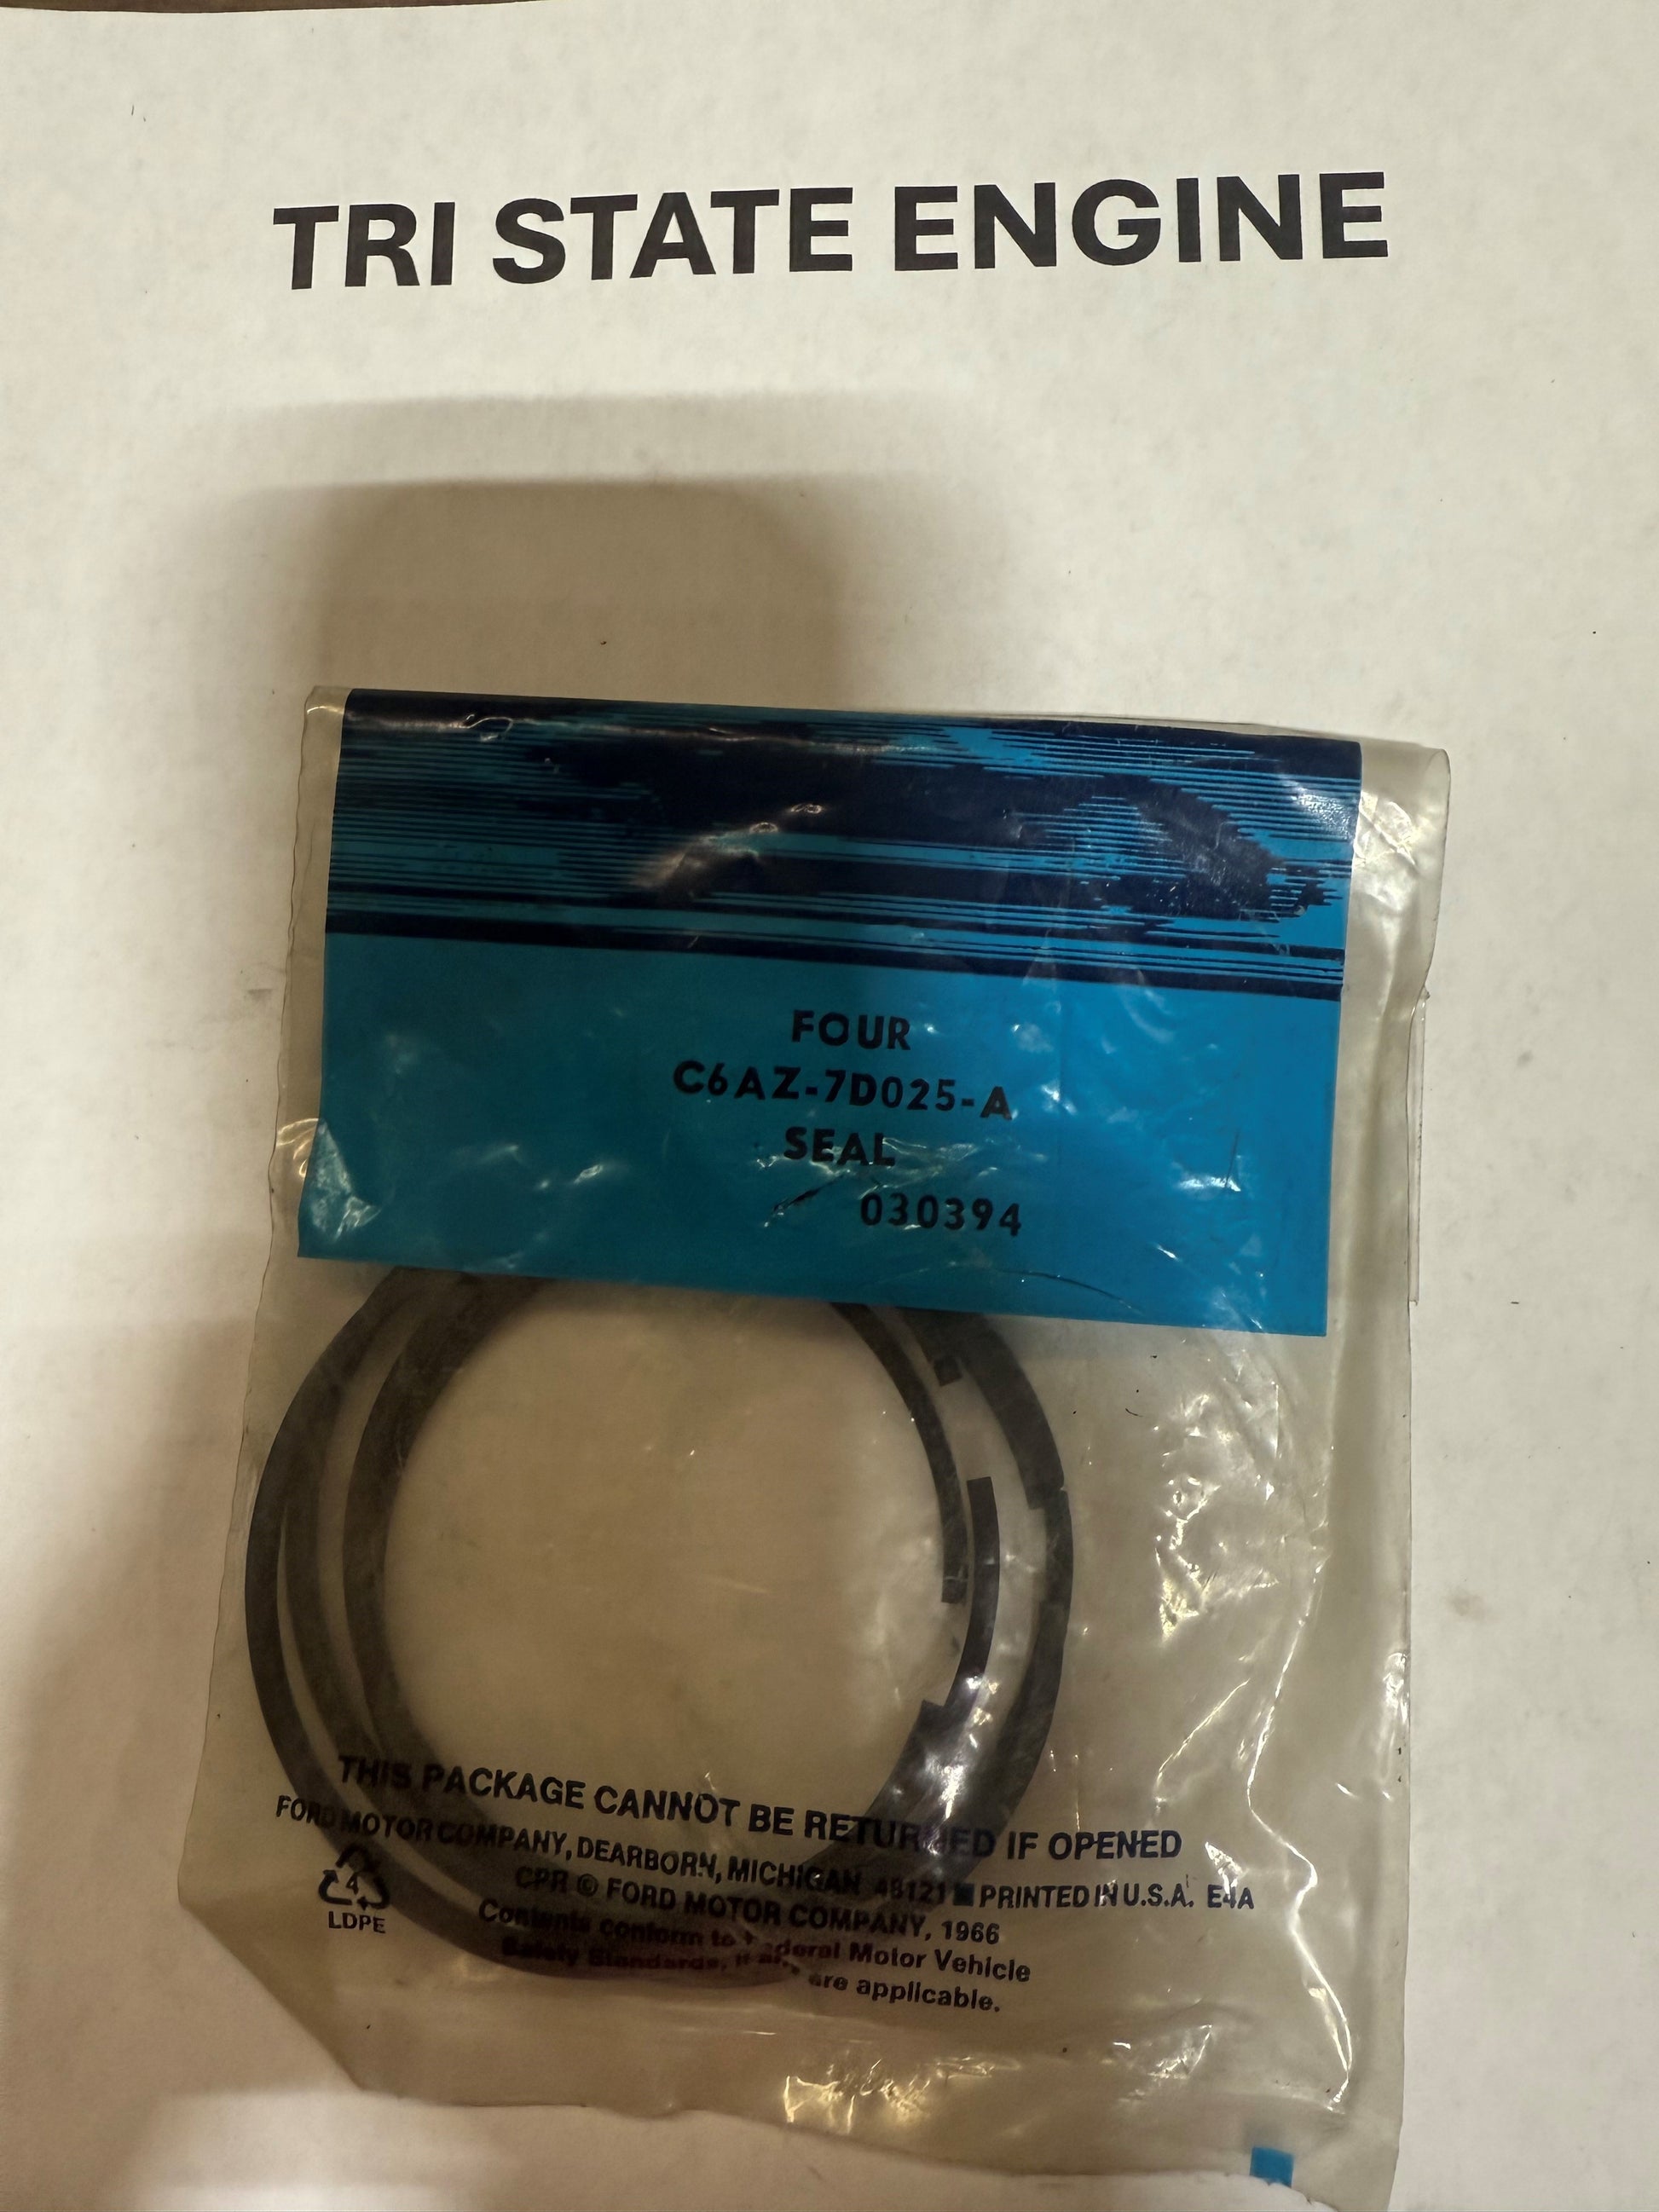 TRI STATE ENGINE
FOUR
C6AZ-7D025-A
SEAL
030394
THIS PACKAGE CANNOT BE RETURNED IF OPENED
FORD MOTOR COMPANY, DEARBORN, MICHIGAN 48121 ■ PRINTED IN U.S.A. E4A
CPR © FORD MOTOR COMPANY, 1966
Contents conform to Federal Motor Vehicle
Safety Standards, if any, are applicable.
4
LDPE